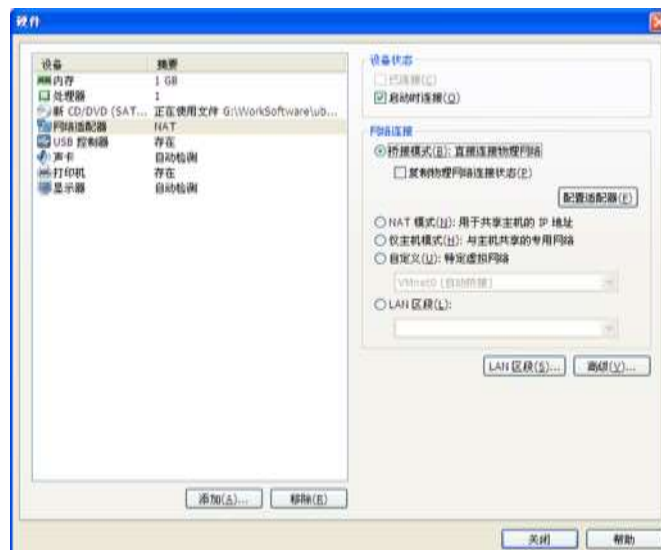 硬件
设备 摘要
内存 1 GB
处理器 1
新 CD/DVD (SAT... 正在使用文件 G:\WorkSoftware\ub...
网络适配器 NAT
USB 控制器 存在
声卡 自动检测
打印机 存在
显示器 自动检测
添加(A)... 移除(R)
设备状态
已连接(C)
启动时连接(O)
网络连接
桥接模式(B): 直接连接物理网络
复制物理网络连接状态(P)
配置适配器(F)
NAT 模式(N): 用于共享主机的 IP 地址
仅主机模式(H): 与主机共享的专用网络
自定义(U): 特定虚拟网络
VMnet0 (自动桥接)
LAN 区段(L):
LAN 区段(S)... 高级(V)...
关闭 帮助